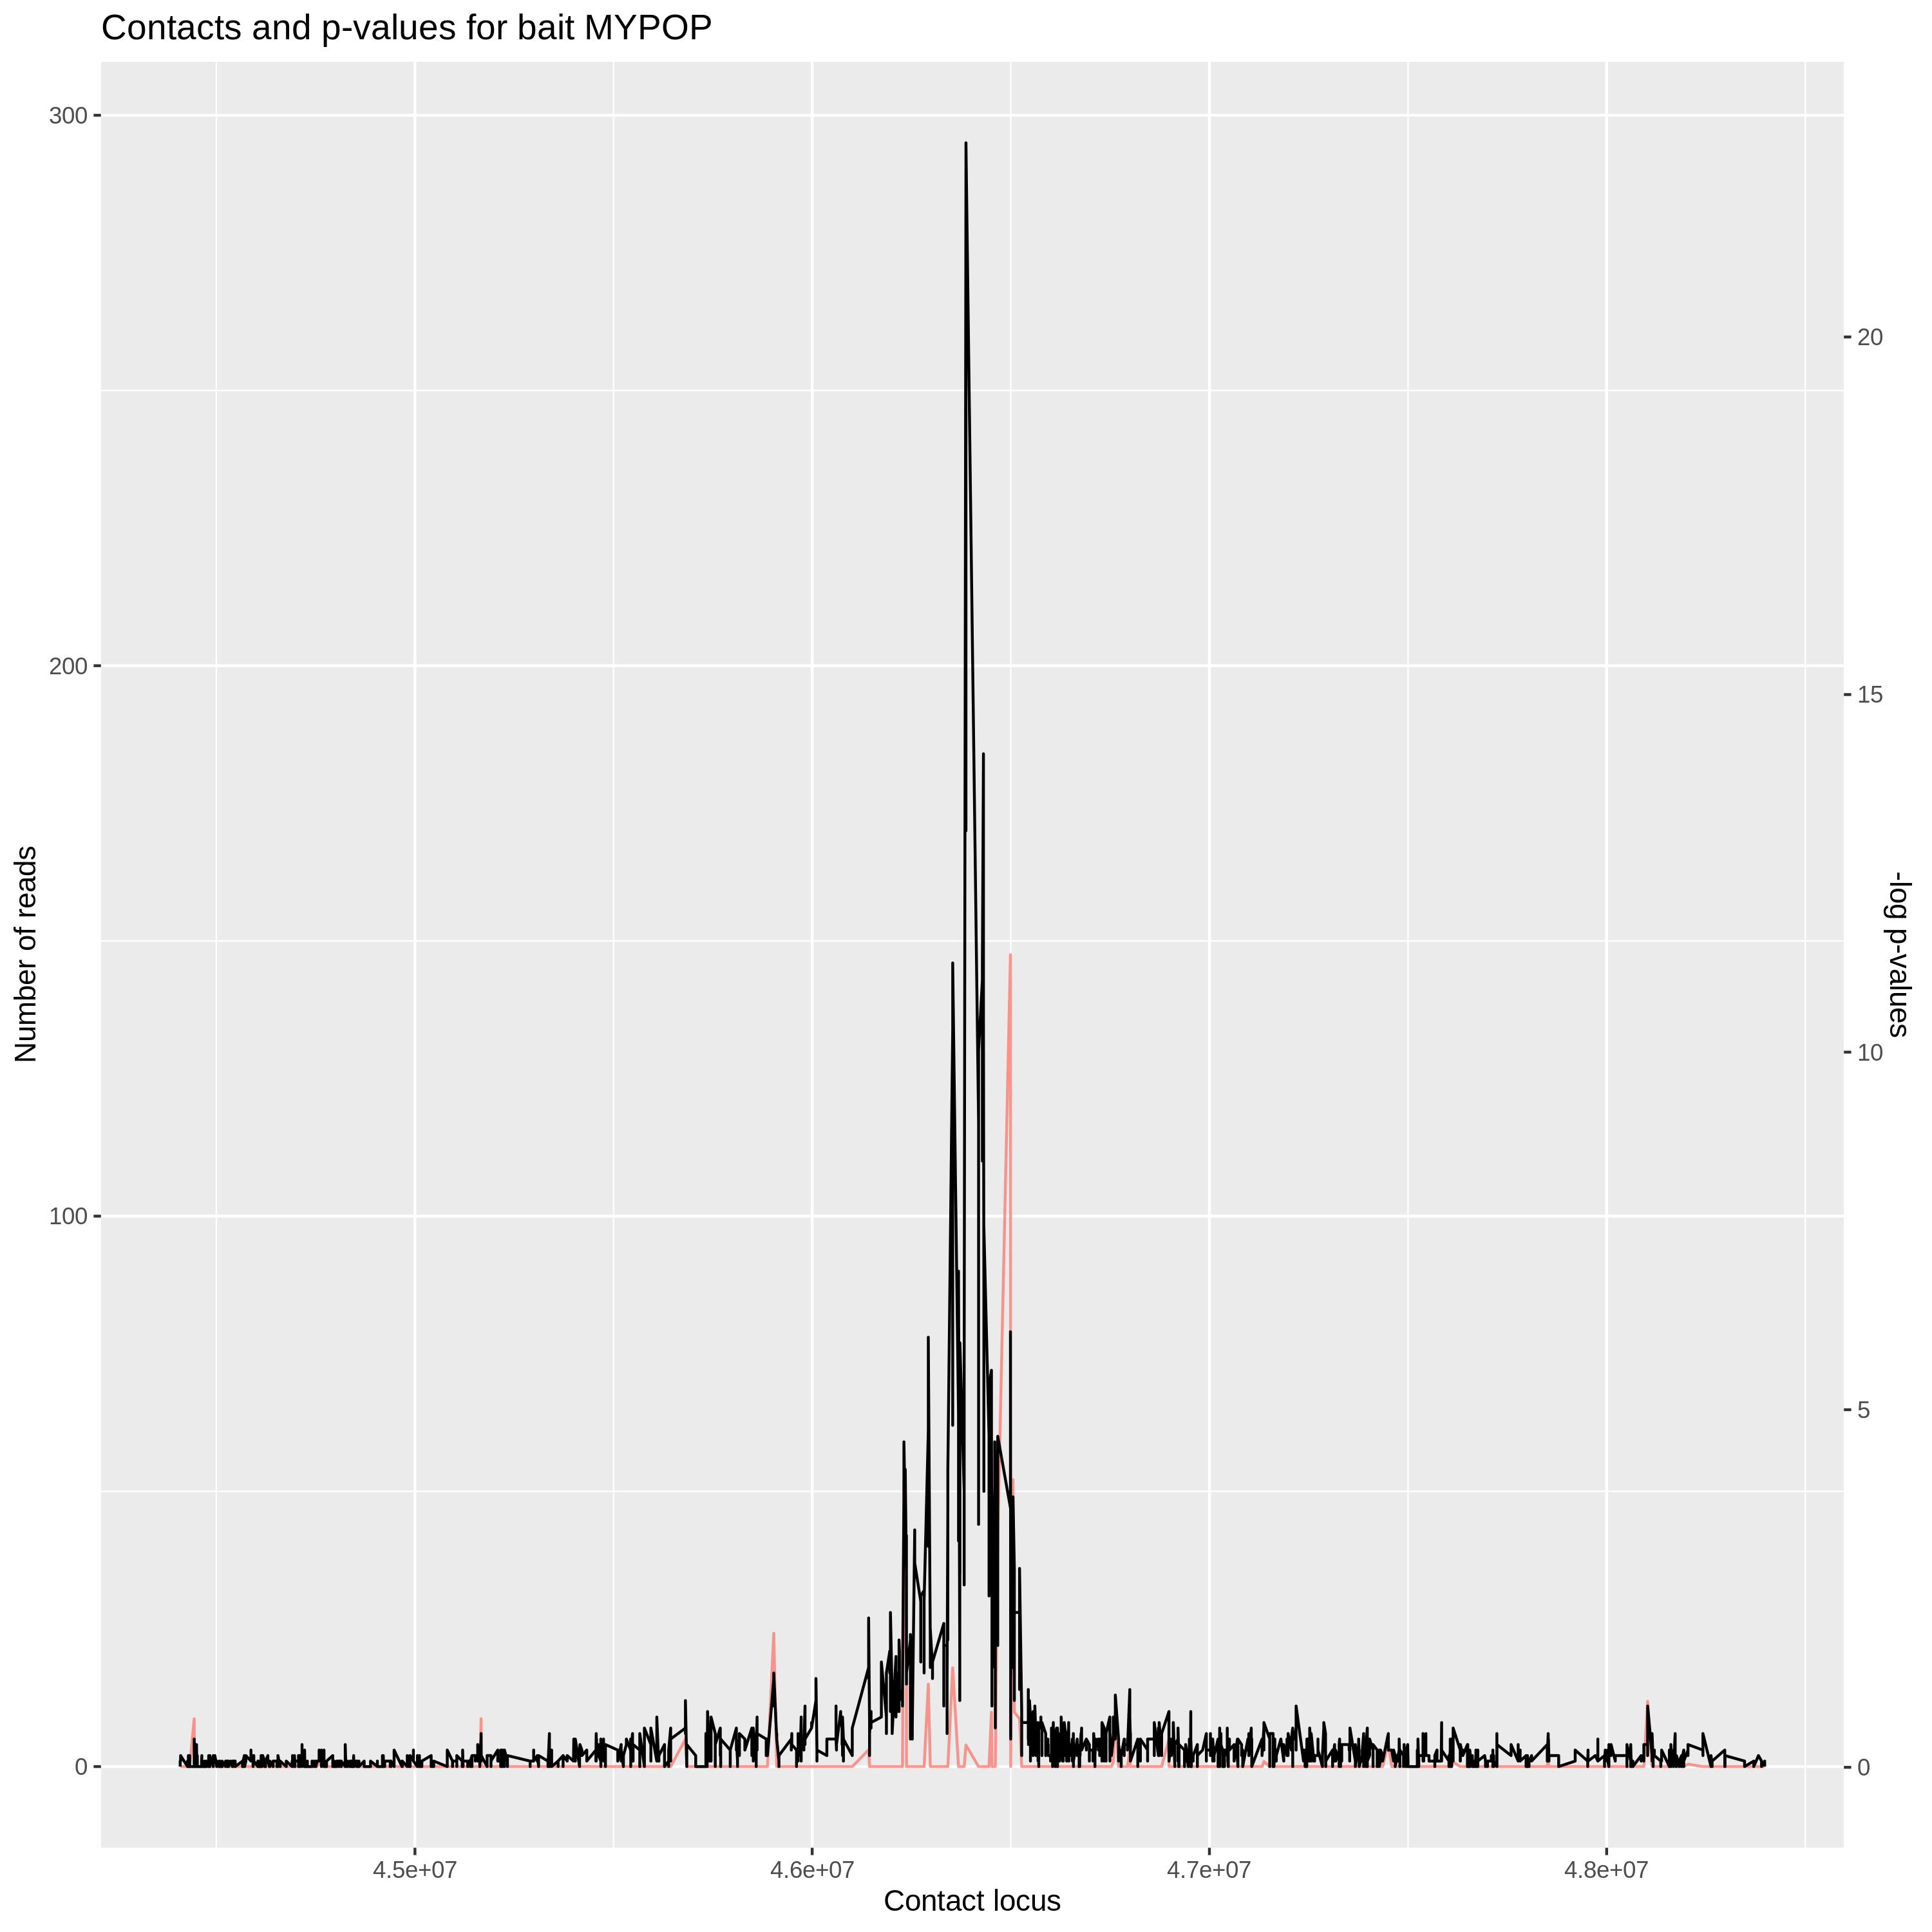 Contacts and p-values for bait MYPOP
300
200
100
0
Number of reads
20
15
10
5
0
-log p-values
4.5e+07
4.6e+07
4.7e+07
4.8e+07
Contact locus